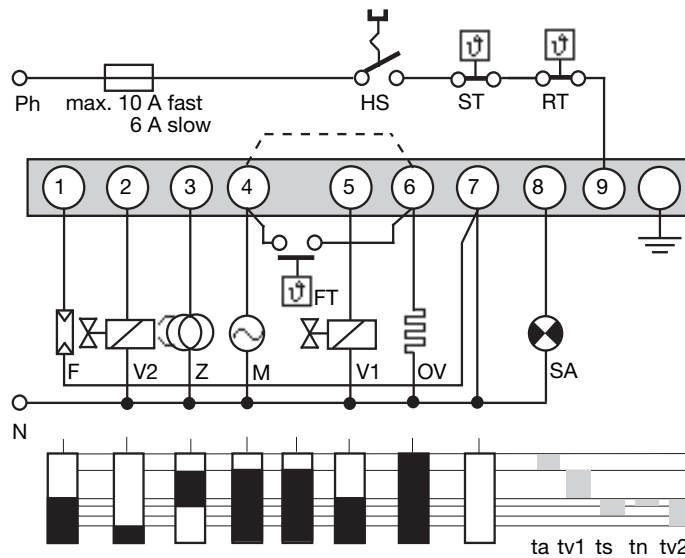 ϑ ϑ
Ph max. 10 A fast HS ST RT
6 A slow
1 2 3 4 5 6 7 8 9
ϑ FT
F V2 Z M V1 OV SA
N
ta tv1 ts tn tv2